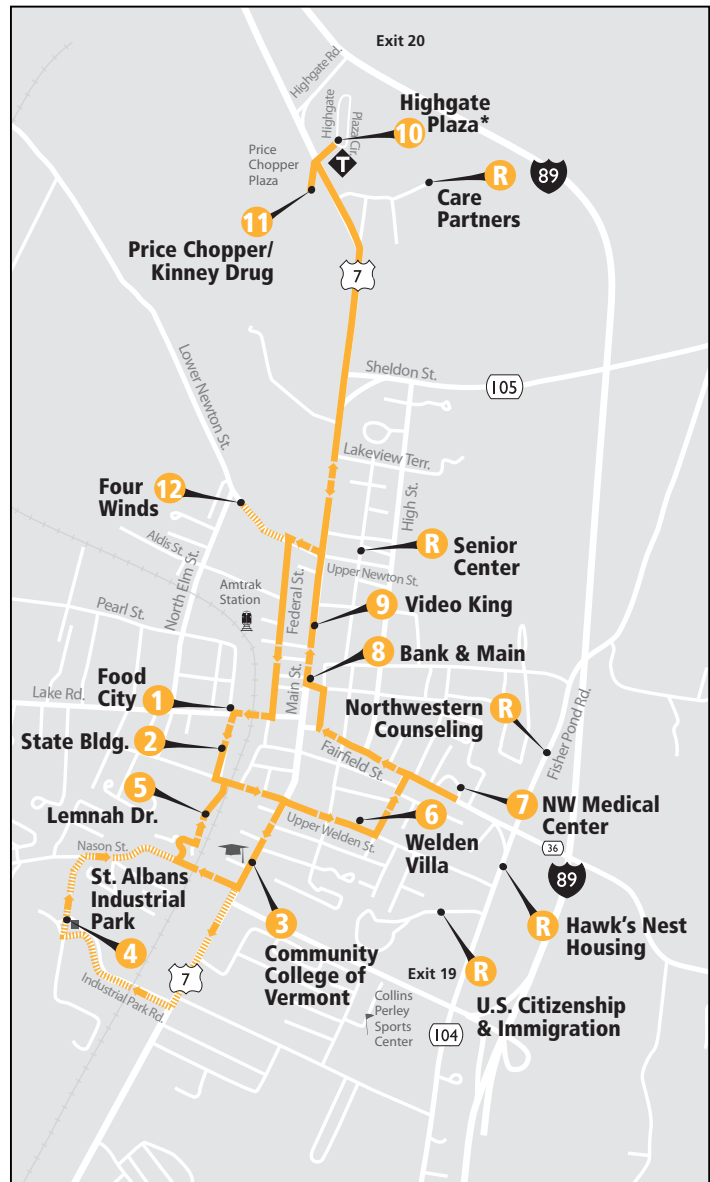 Exit 20
Highgate Rd.
Highgate
Plaza*
Highgate
Plaza Cir.
10
T
Price
Chopper
Plaza
R
89
Care
Partners
11
Price Chopper/
Kinney Drug
7
Lower Newton St.
Sheldon St.
105
Lakeview Terr.
High St.
Four
Winds
12
Aldis St.
R
Senior
Center
Upper Newton St.
Amtrak
Station
Federal St.
North Elm St.
Pearl St.
9
Video King
Main St.
8
Bank & Main
Food
City
1
Lake Rd.
Northwestern
Counseling
R
Fisher Pond Rd.
State Bldg.
2
Fairfield St.
5
Lemnah Dr.
7
NW Medical
Center
6
Welden
Villa
Upper Welden St.
36
89
Nason St.
St. Albans
Industrial
Park
4
3
Community
College of
Vermont
R
Hawk's Nest
Housing
7
Exit 19
R
U.S. Citizenship
& Immigration
Industrial Park Rd.
Collins
Perley
Sports
Center
104